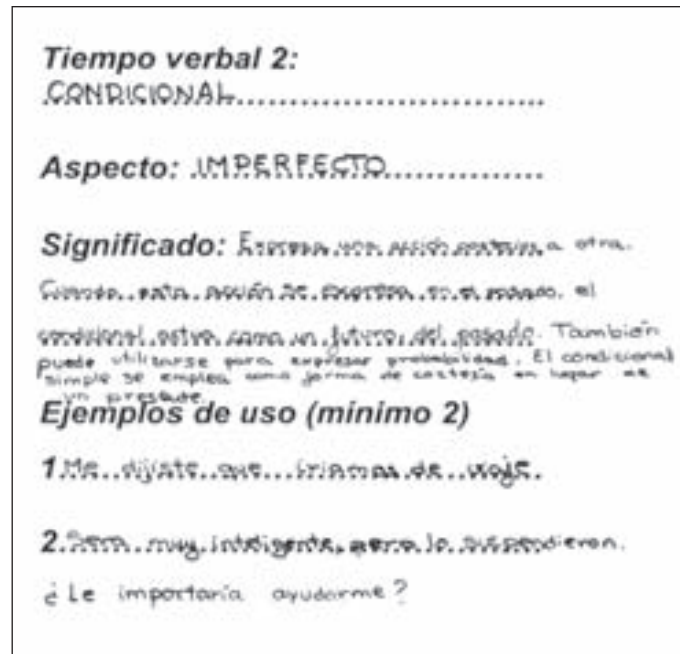 Tiempo verbal 2:
CONDICIONAL
Aspecto: IMPERFECTO
Significado: Expresa una acción posterior a otra.
Cuando esta acción se expresa en el pasado, el
condicional actua como un futuro del pasado. También
puede utilizarse para expresar probabilidad. El condicional
simple se emplea como forma de cortesía en lugar de
un presente.
Ejemplos de uso (mínimo 2)
1. Me dijiste que iríamos de viaje.
2. muy inteligente, pero lo suspendieron.
¿Le importaría ayudarme?